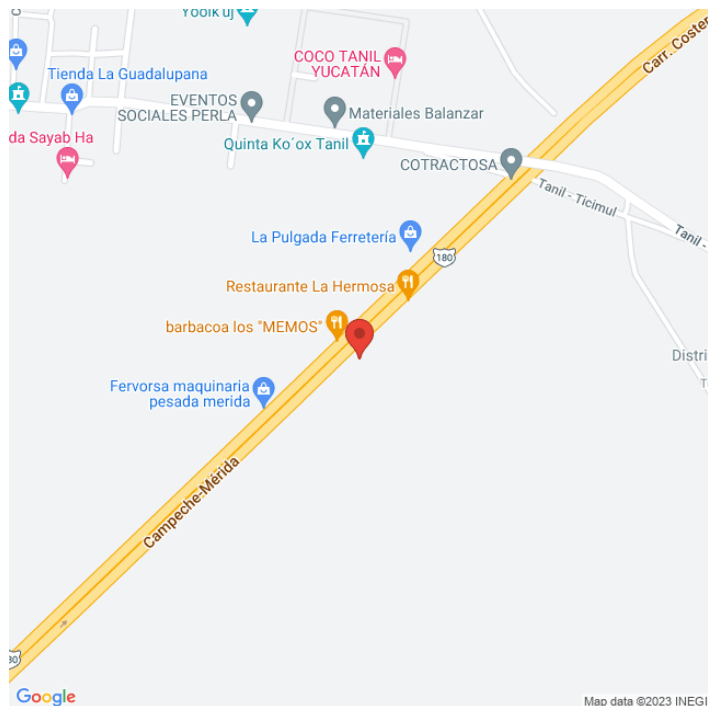 Yoolk'uj
COCO TANIL
YUCATÁN
Carr. Coster
Tienda La Guadalupana
EVENTOS
SOCIALES PERLA
Materiales Balanzar
da Sayab Ha
Quinta Ko´ox Tanil
COTRACTOSA
Tanil - Ticimul
Tanil -
La Pulgada Ferretería
180
Restaurante La Hermosa
barbacoa los "MEMOS"
Distri
T
Fervorsa maquinaria
pesada merida
Campeche-Mérida
80
Google
Map data ©2023 INEGI